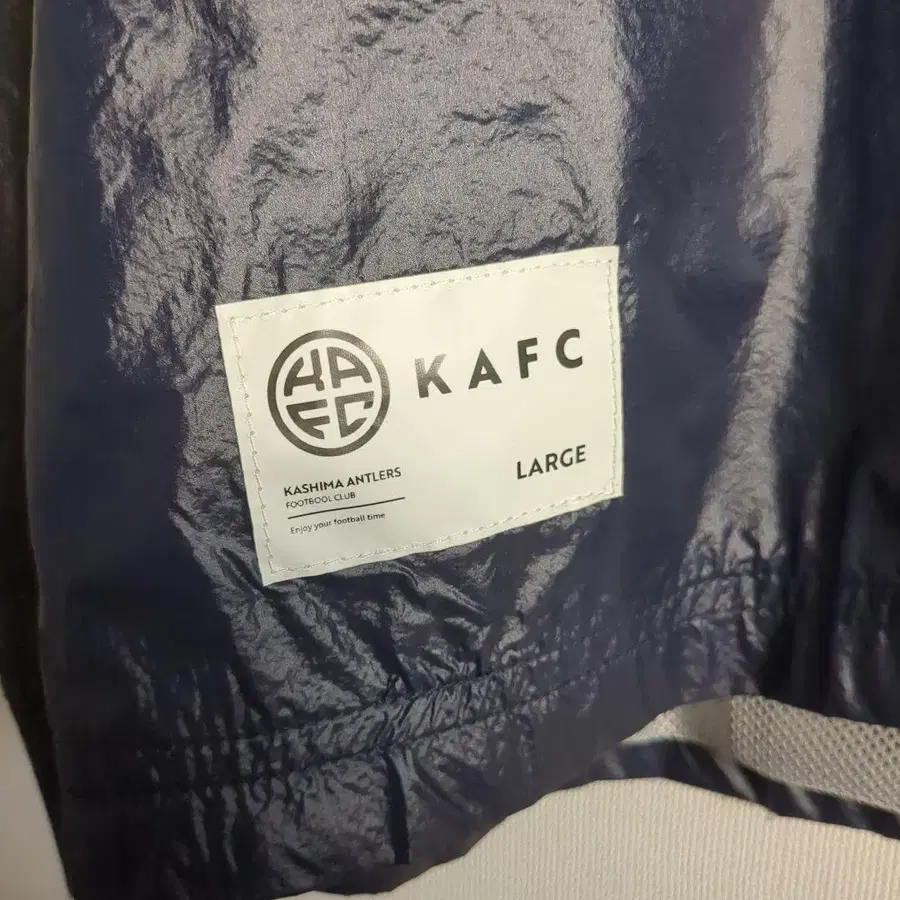 KA
FC
KAFC
LARGE
KASHIMA ANTLERS
FOOTBOOL CLUB
Enjoy your football time